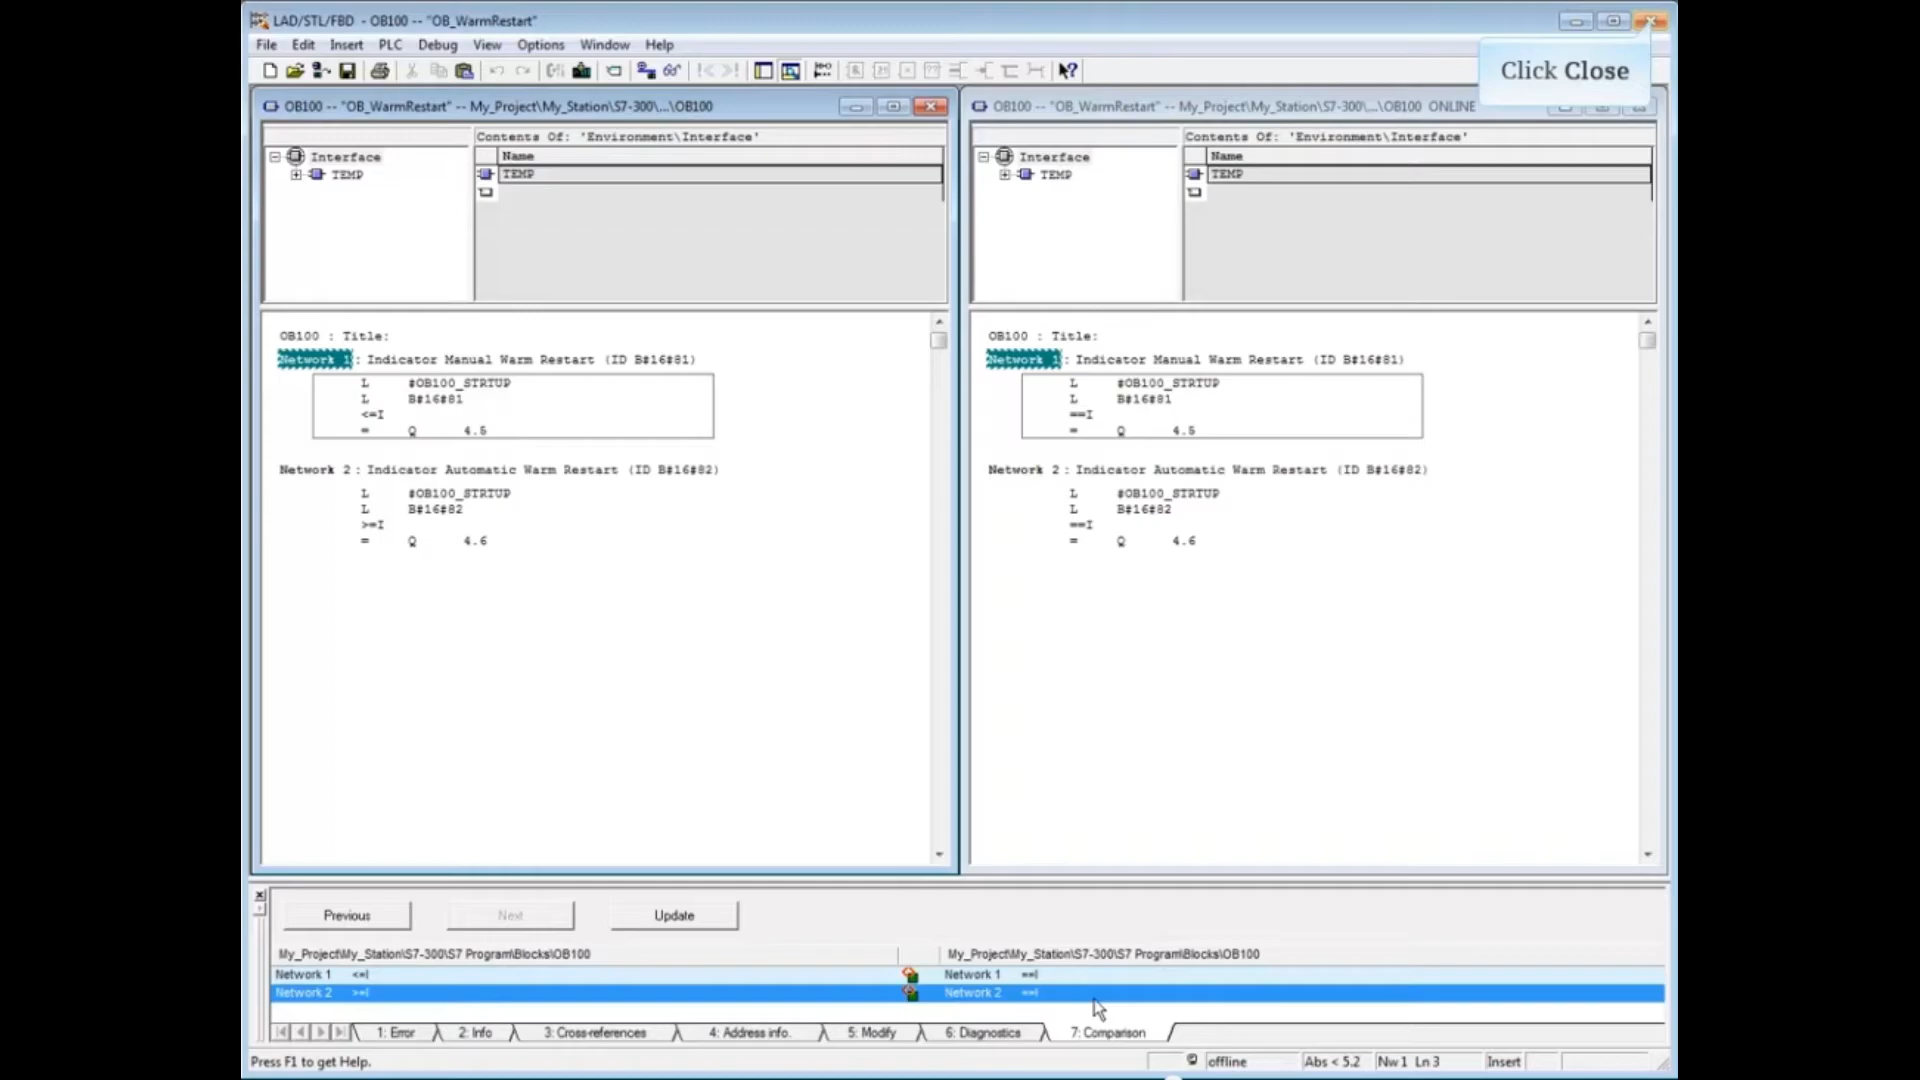 LAD/STL/FBD - OB100 -- "OB_WarmRestart"
File Edit Insert PLC Debug View Options Window Help
Click Close
OB100 -- "OB_WarmRestart" -- My_Project\My_Station\S7-300\...\OB100
Contents Of: 'Environment\Interface'
Interface
TEMP
Name
TEMP
OB100 : Title:
Network 1: Indicator Manual Warm Restart (ID B#16#81)
L #OB100_STRTUP
L B#16#81
<=I
= Q 4.5
Network 2: Indicator Automatic Warm Restart (ID B#16#82)
L #OB100_STRTUP
L B#16#82
>=I
= Q 4.6
OB100 -- "OB_WarmRestart" -- My_Project\My_Station\S7-300\...\OB100 ONLINE
Contents Of: 'Environment\Interface'
Interface
TEMP
Name
TEMP
OB100 : Title:
Network 1: Indicator Manual Warm Restart (ID B#16#81)
L #OB100_STRTUP
L B#16#81
==I
= Q 4.5
Network 2: Indicator Automatic Warm Restart (ID B#16#82)
L #OB100_STRTUP
L B#16#82
==I
= Q 4.6
Previous Next Update
My_Project\My_Station\S7-300\S7 Program\Blocks\OB100 My_Project\My_Station\S7-300\S7 Program\Blocks\OB100
Network 1 <=I Network 1 ==I
Network 2 >=I Network 2 ==I
1: Error 2: Info 3: Cross-references 4: Address info. 5: Modify 6: Diagnostics 7: Comparison
Press F1 to get Help. offline Abs < 5.2 Nw 1 Ln 3 Insert